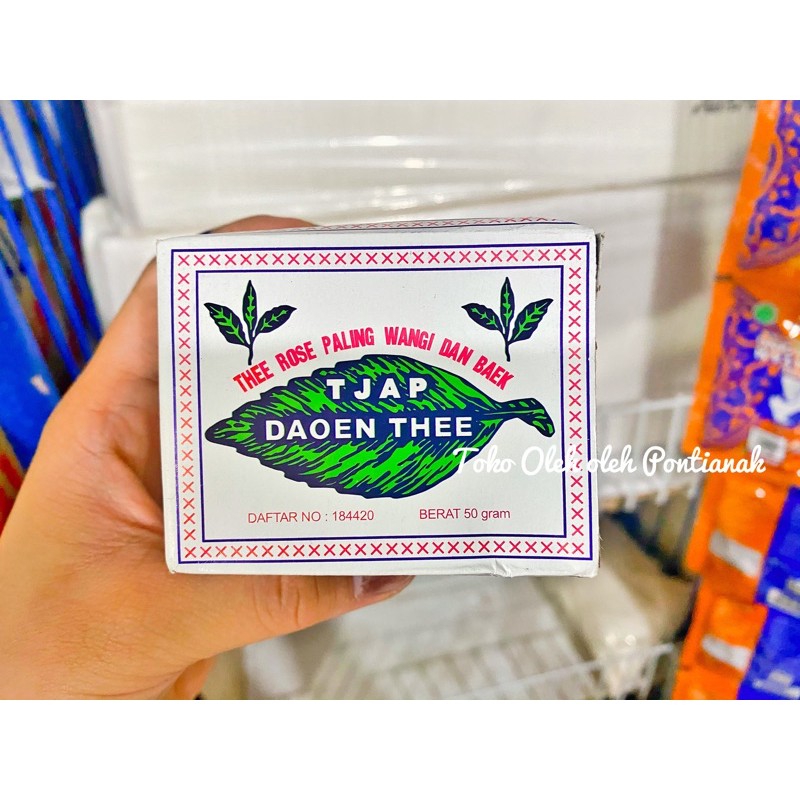 THEE ROSE PALING WANGI DAN BAEK
TJAP
DAOEN THEE
Toko Oleh oleh Pontianak
DAFTAR NO : 184420 BERAT 50 gram